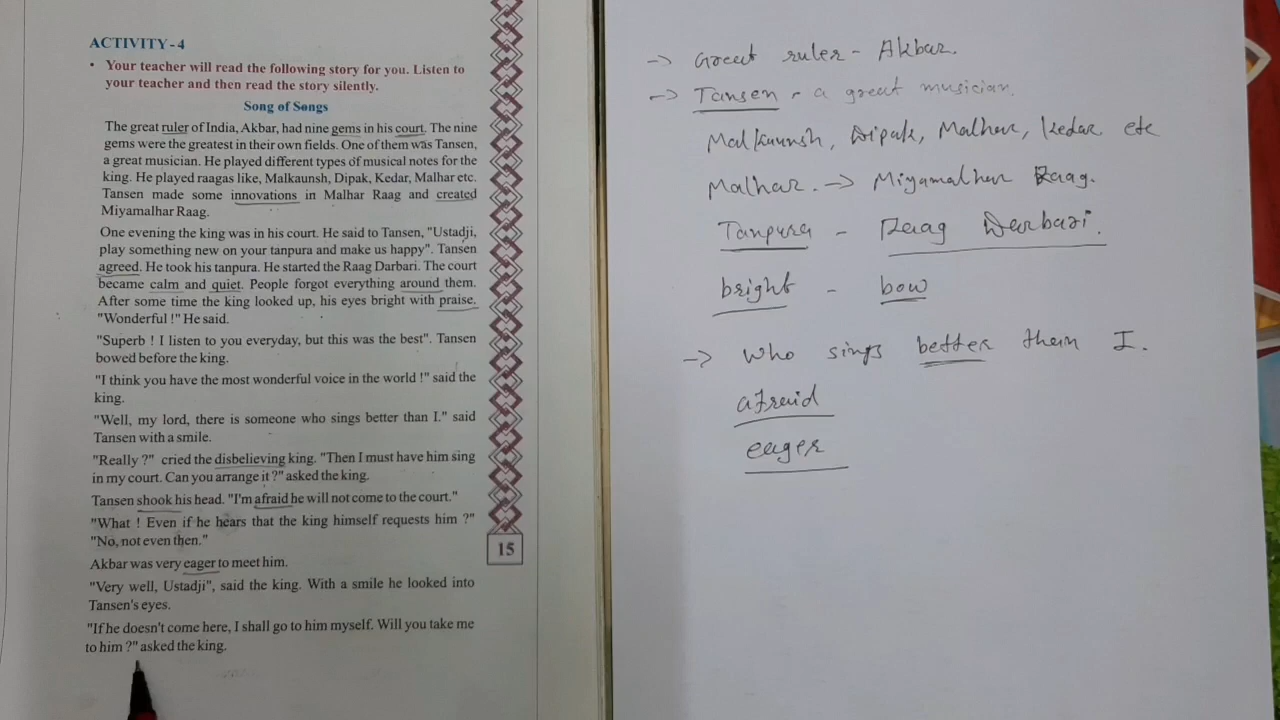 ACTIVITY-4
• Your teacher will read the following story for you. Listen to
your teacher and then read the story silently.
Song of Songs
The great ruler of India, Akbar, had nine gems in his court. The nine
gems were the greatest in their own fields. One of them was Tansen,
a great musician. He played different types of musical notes for the
king. He played raagas like, Malkaunsh, Dipak, Kedar, Malhar etc.
Tansen made some innovations in Malhar Raag and created
Miyamalhar Raag.
One evening the king was in his court. He said to Tansen, "Ustadji,
play something new on your tanpura and make us happy". Tansen
agreed. He took his tanpura. He started the Raag Darbari. The court
became calm and quiet. People forgot everything around them.
After some time the king looked up, his eyes bright with praise.
"Wonderful !" He said.
"Superb ! I listen to you everyday, but this was the best". Tansen
bowed before the king.
"I think you have the most wonderful voice in the world !" said the
king.
"Well, my lord, there is someone who sings better than I." said
Tansen with a smile.
"Really ?" cried the disbelieving king. "Then I must have him sing
in my court. Can you arrange it ?" asked the king.
Tansen shook his head. "I'm afraid he will not come to the court."
"What ! Even if he hears that the king himself requests him ?"
"No, not even then."
Akbar was very eager to meet him.
"Very well, Ustadji", said the king. With a smile he looked into
Tansen's eyes.
"If he doesn't come here, I shall go to him myself. Will you take me
to him ?" asked the king.
15
→ Great ruler - Akbar.
→ Tansen - a great musician.
Malkaunsh, Dipak, Malhar, Kedar etc
Malhar. → Miyamalhar Raag.
Tanpura - Raag Darbari.
bright - bow
→ Who sings better than I.
afraid
eager